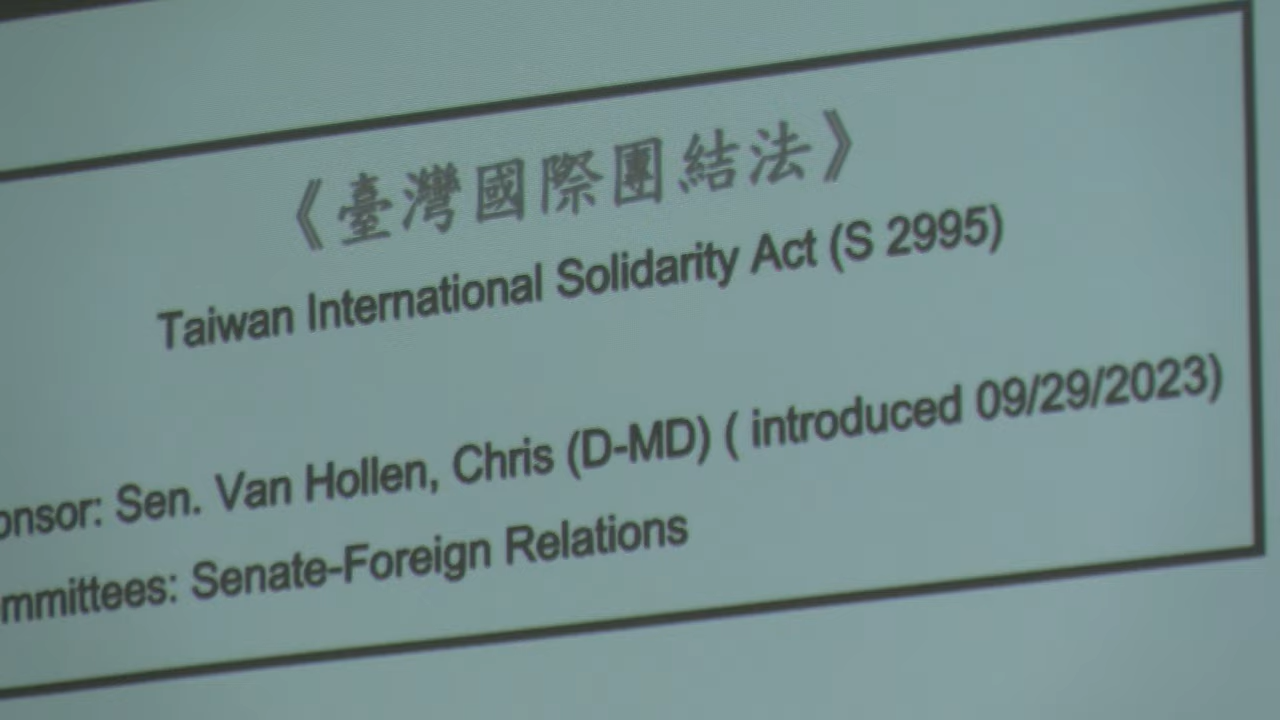 《臺灣國際團結法》
Taiwan International Solidarity Act (S 2995)
onsor: Sen. Van Hollen, Chris (D-MD) ( introduced 09/29/2023)
mmittees: Senate-Foreign Relations